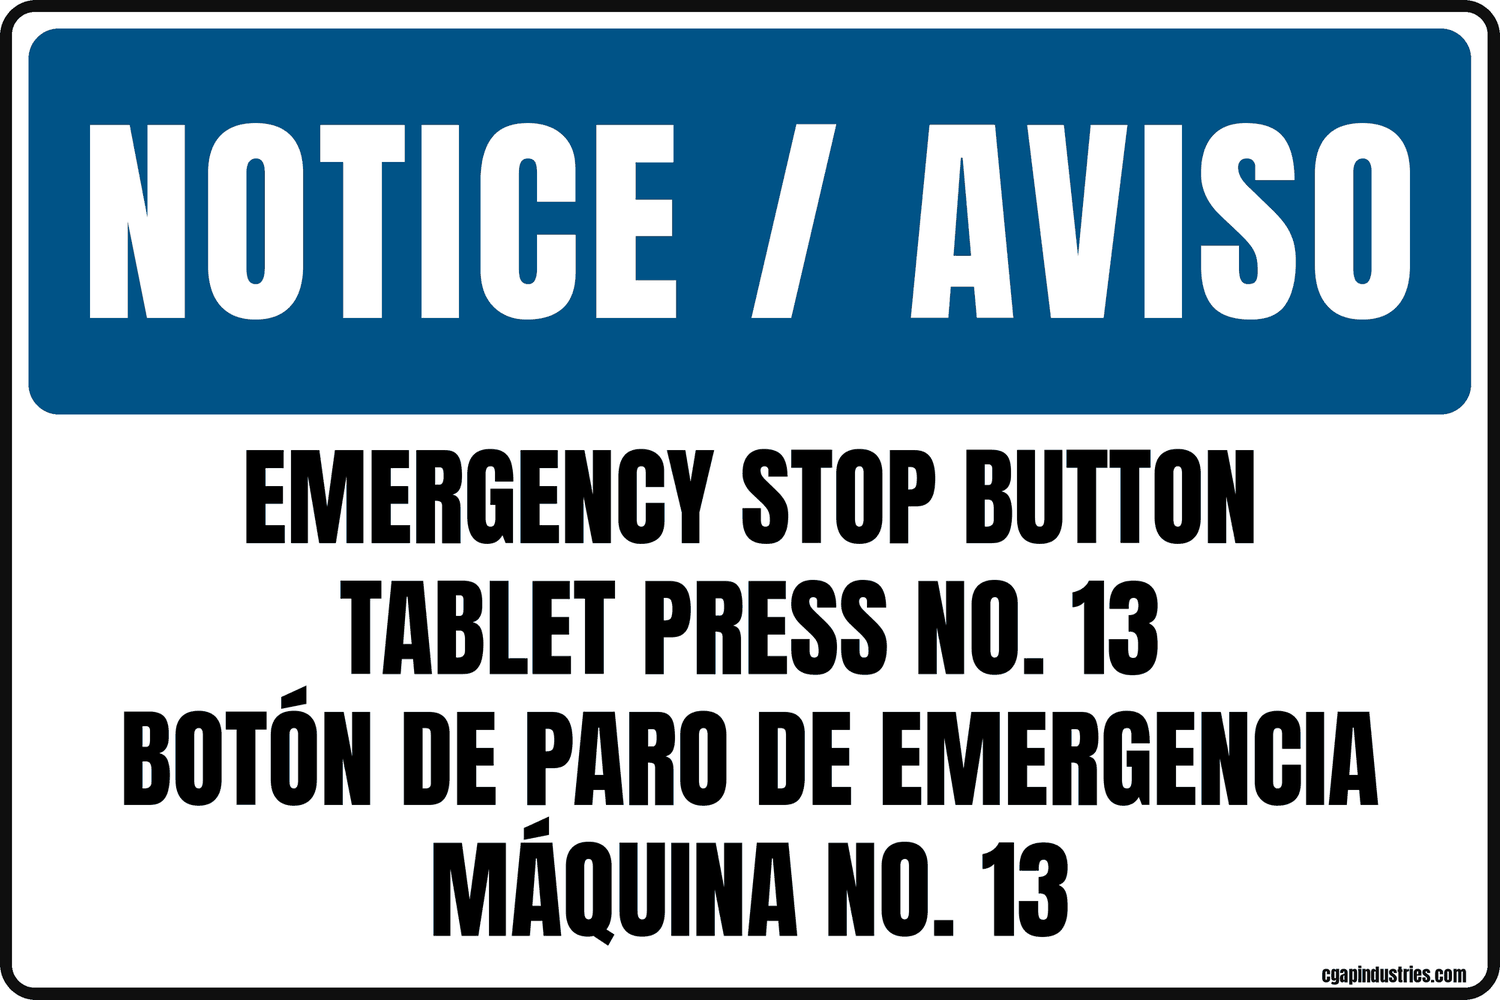 NOTICE / AVISO
EMERGENCY STOP BUTTON
TABLET PRESS NO. 13
BOTÓN DE PARO DE EMERGENCIA
MÁQUINA NO. 13
cgapindustries.com